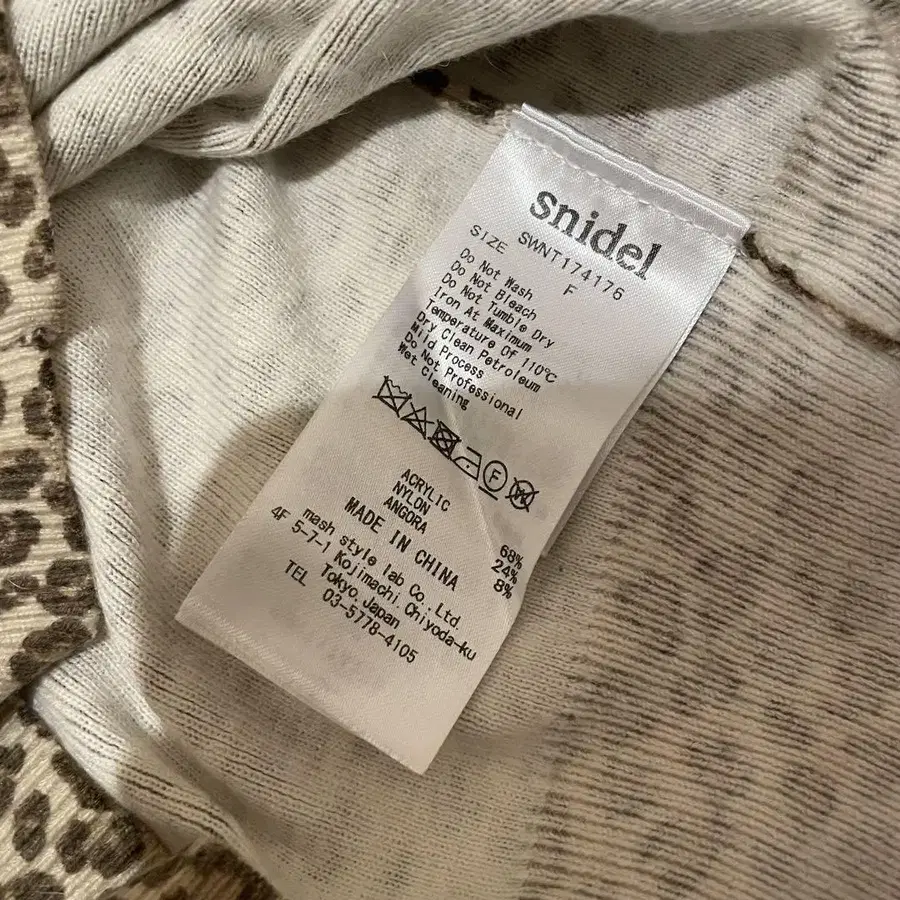 snidel
SWNT174176
SIZE F
Do Not Wash
Do Not Bleach
Do Not Tumble Dry
Iron At Maximum
Temperature Of 110℃
Dry Clean Petroleum
Mild Process
Do Not Professional
Wet Cleaning
F
W
ACRYLIC 68%
NYLON 24%
ANGORA 8%
MADE IN CHINA
mash style lab Co.,Ltd.
4F 5-7-1 Kojimachi,Chiyoda-ku
Tokyo,Japan
TEL 03-5778-4105